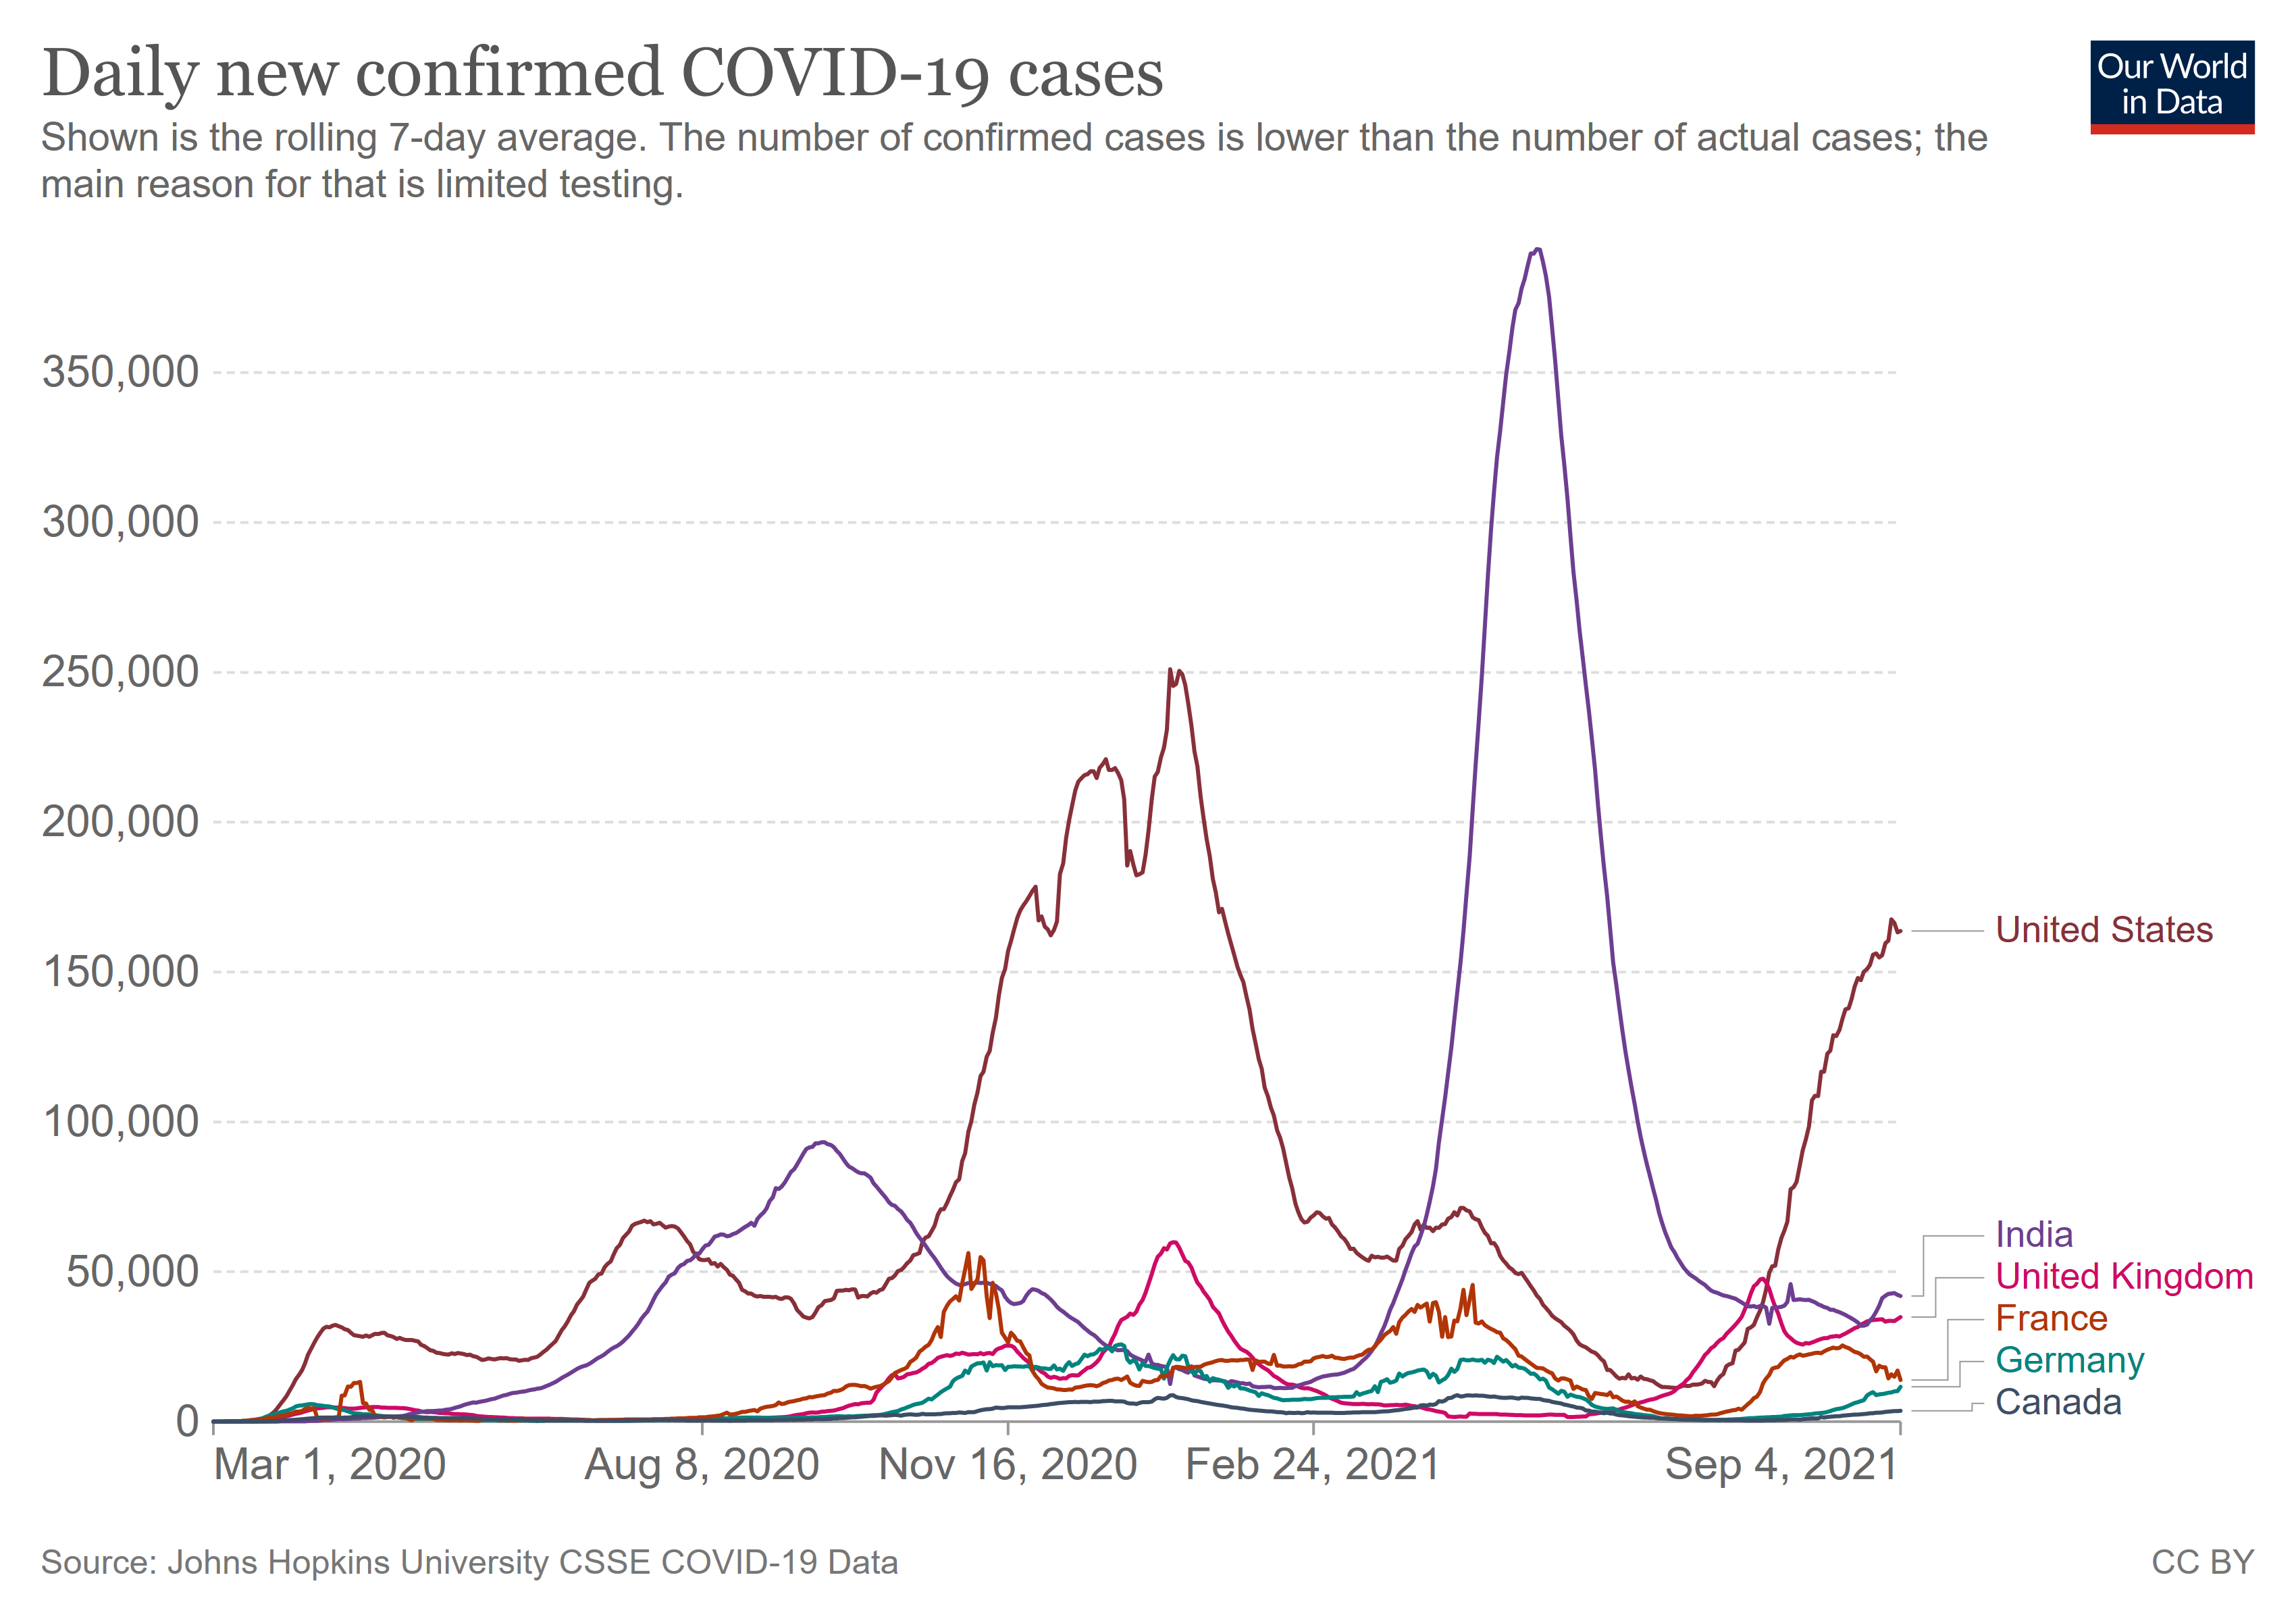 Daily new confirmed COVID-19 cases
Our World
in Data
Shown is the rolling 7-day average. The number of confirmed cases is lower than the number of actual cases; the
main reason for that is limited testing.
350,000
300,000
250,000
200,000
150,000
100,000
50,000
0
United States
India
United Kingdom
France
Germany
Canada
Mar 1, 2020
Aug 8, 2020
Nov 16, 2020
Feb 24, 2021
Sep 4, 2021
Source: Johns Hopkins University CSSE COVID-19 Data
CC BY